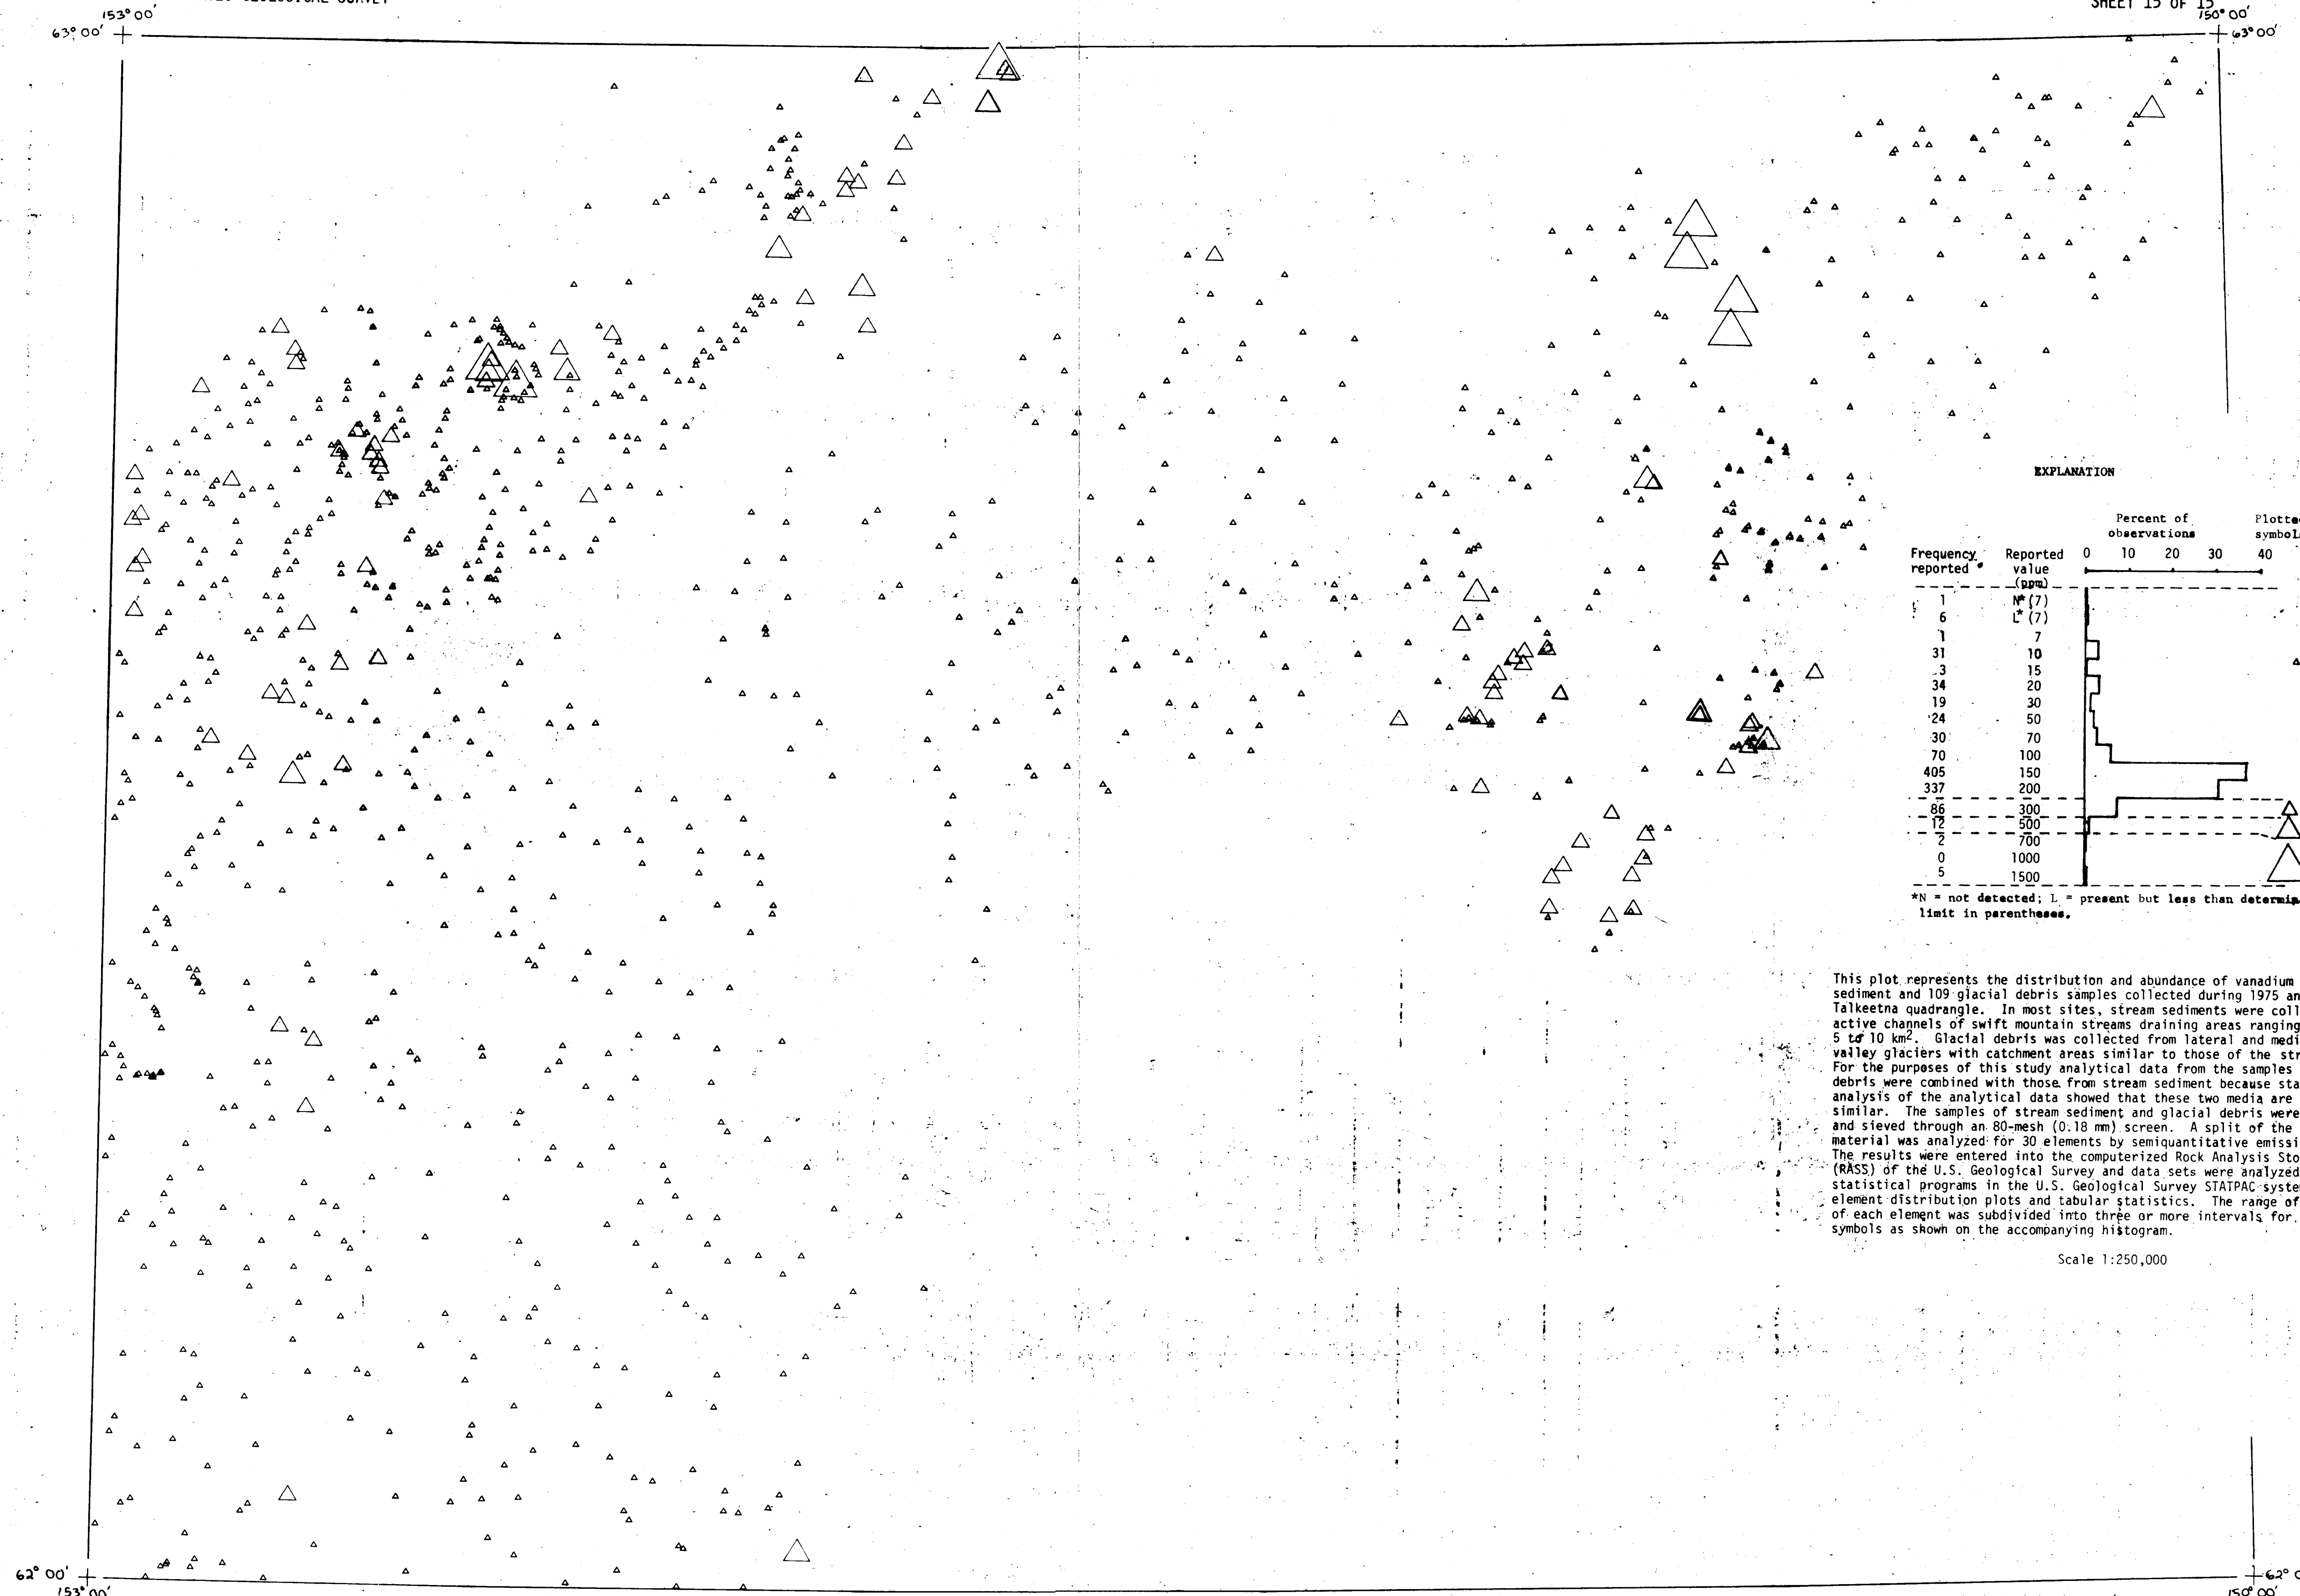 GEOLOGICAL SURVEY
SHEET 15 OF 15
153° 00'
150° 00'
63° 00'
63° 00'
EXPLANATION
Percent of
observations
Frequency
reported
Reported
value
(ppm)
0 10 20 30 40
1 N*(7)
6 L*(7)
1 7
31 10
3 15
34 20
19 30
24 50
30 70
70 100
405 150
337 200
86 300
12 500
2 700
0 1000
5 1500
*N = not detected; L = present but less than
limit in parentheses.
This plot represents the distribution and abundance of vanadium
sediment and 109 glacial debris samples collected during 1975
Talkeetna quadrangle. In most sites, stream sediments were
active channels of swift mountain streams draining areas ranging
5 to 10 km². Glacial debris was collected from lateral and
valley glaciers with catchment areas similar to those of the
For the purposes of this study analytical data from the samples
debris were combined with those from stream sediment because
analysis of the analytical data showed that these two media are
similar. The samples of stream sediment and glacial debris were
and sieved through an 80-mesh (0.18 mm) screen. A split of the
material was analyzed for 30 elements by semiquantitative
The results were entered into the computerized Rock Analysis
(RASS) of the U.S. Geological Survey and data sets were analyzed
statistical programs in the U.S. Geological Survey STATPAC
element distribution plots and tabular statistics. The range of
of each element was subdivided into three or more intervals for
symbols as shown on the accompanying histogram.
Scale 1:250,000
62° 00'
153° 00'
62°
150° 00'